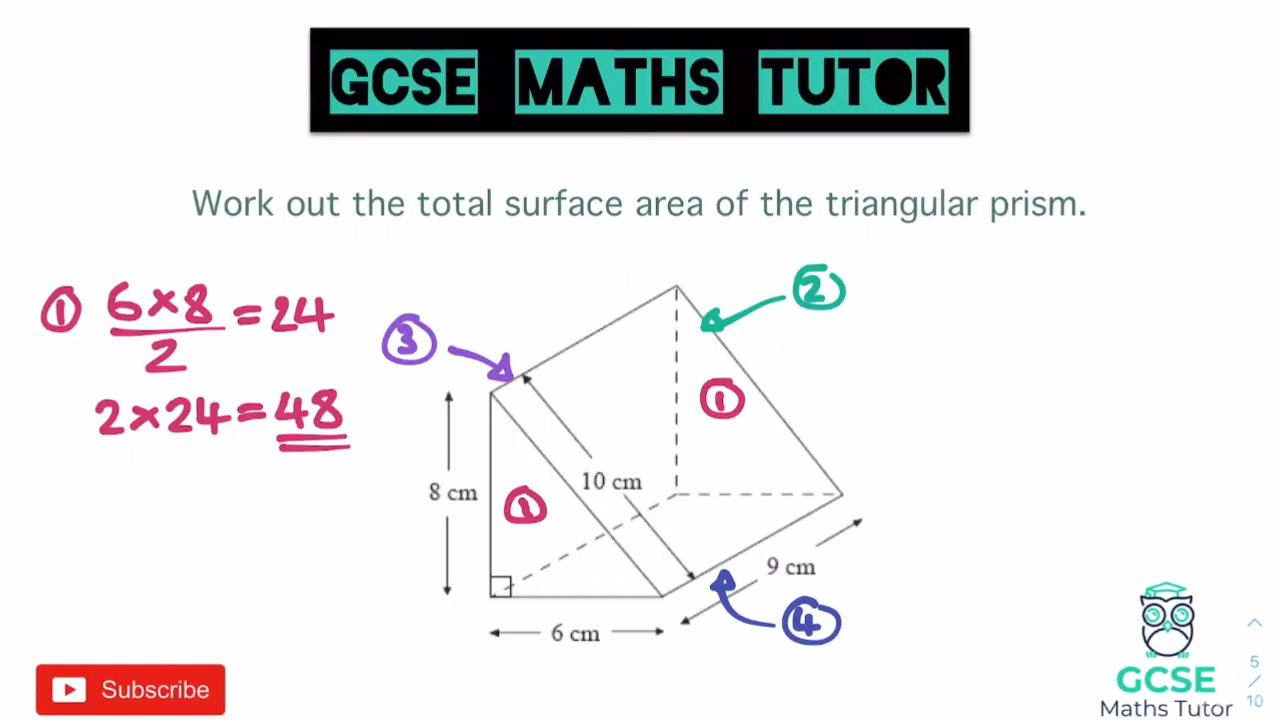 GCSE MATHS TUTOR
Work out the total surface area of the triangular prism.
① 6×8/2 = 24
2×24 = 48
③
②
①
①
8 cm
10 cm
9 cm
④
6 cm
Subscribe
GCSE
Maths Tutor
5
/
10